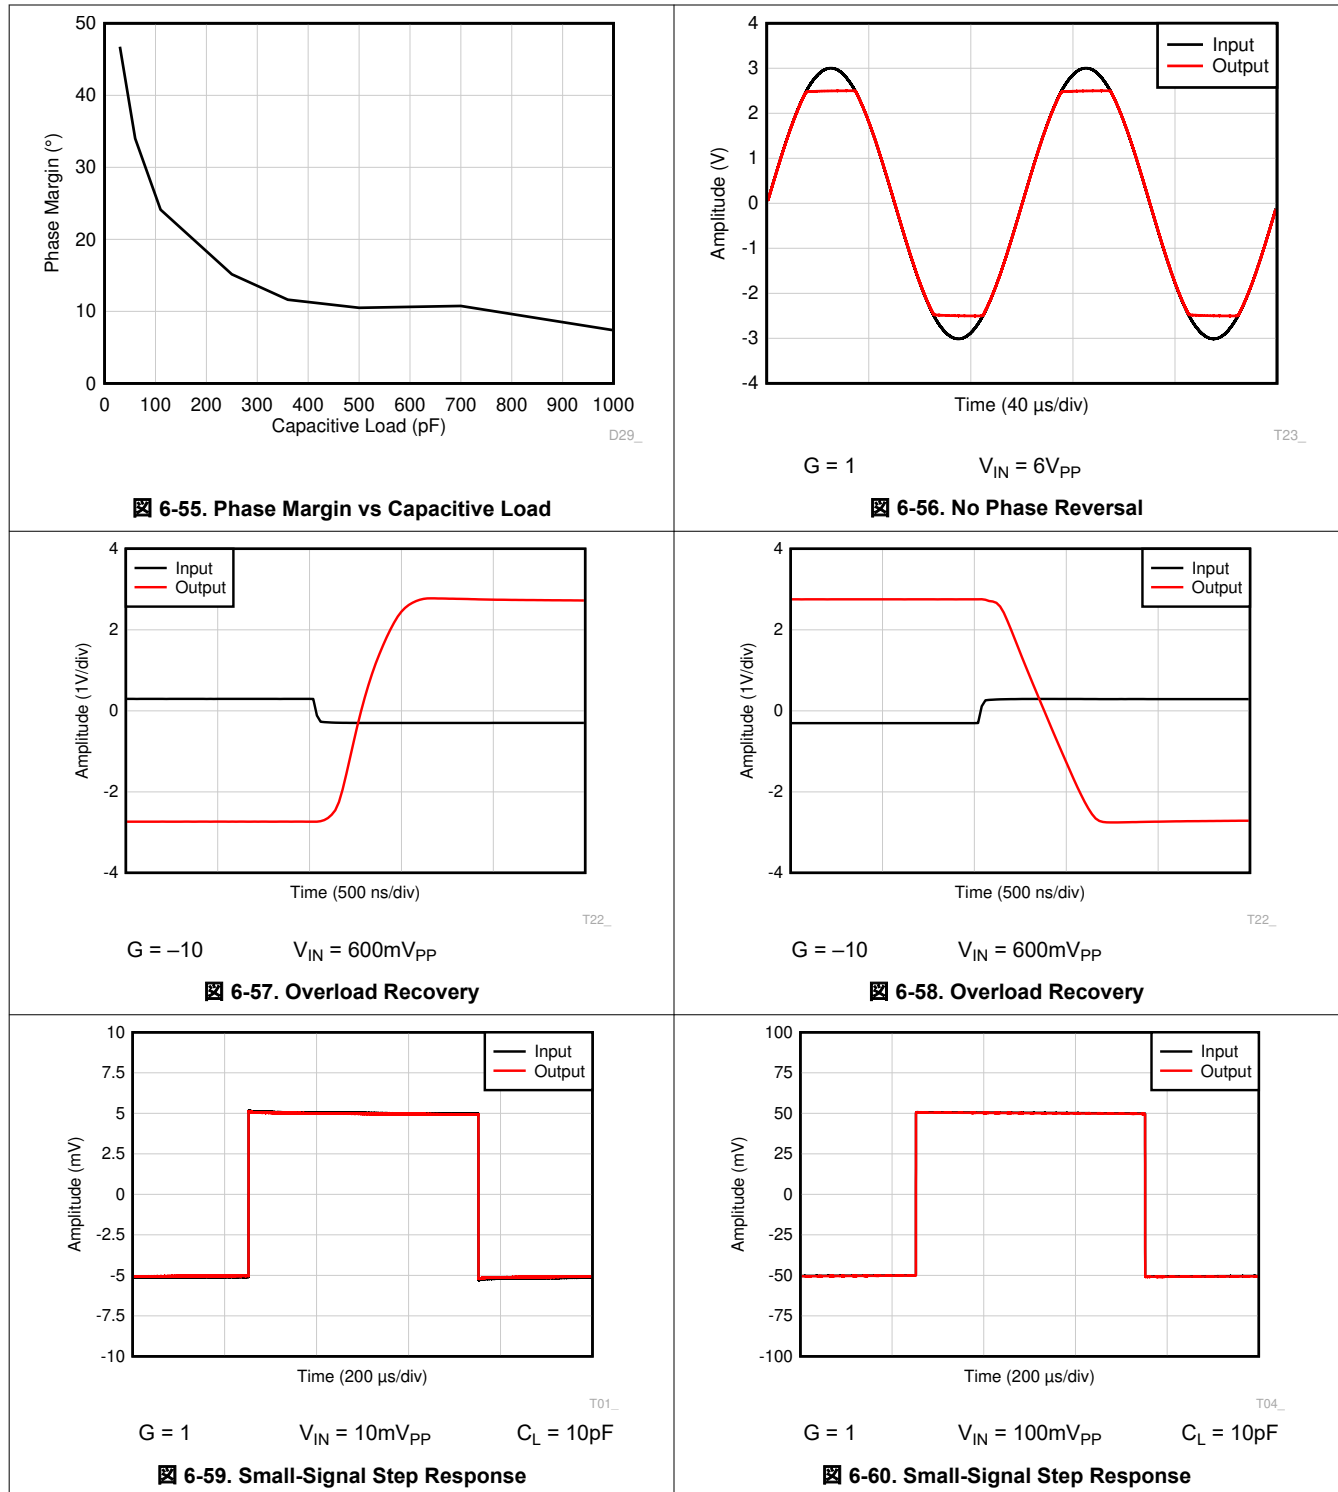 50
40
30
20
10
0
Phase Margin (°)
0 100 200 300 400 500 600 700 800 900 1000
Capacitive Load (pF)
D29_
図 6-55. Phase Margin vs Capacitive Load
4
3
2
1
0
-1
-2
-3
-4
Amplitude (V)
Input
Output
Time (40 µs/div)
T23_
G = 1 VIN = 6VPP
図 6-56. No Phase Reversal
4
2
0
-2
-4
Amplitude (1V/div)
Input
Output
Time (500 ns/div)
T22_
G = –10 VIN = 600mVPP
図 6-57. Overload Recovery
4
2
0
-2
-4
Amplitude (1V/div)
Input
Output
Time (500 ns/div)
T22_
G = –10 VIN = 600mVPP
図 6-58. Overload Recovery
10
7.5
5
2.5
0
-2.5
-5
-7.5
-10
Amplitude (mV)
Input
Output
Time (200 µs/div)
T01_
G = 1 VIN = 10mVPP CL = 10pF
図 6-59. Small-Signal Step Response
100
75
50
25
0
-25
-50
-75
-100
Amplitude (mV)
Input
Output
Time (200 µs/div)
T04_
G = 1 VIN = 100mVPP CL = 10pF
図 6-60. Small-Signal Step Response